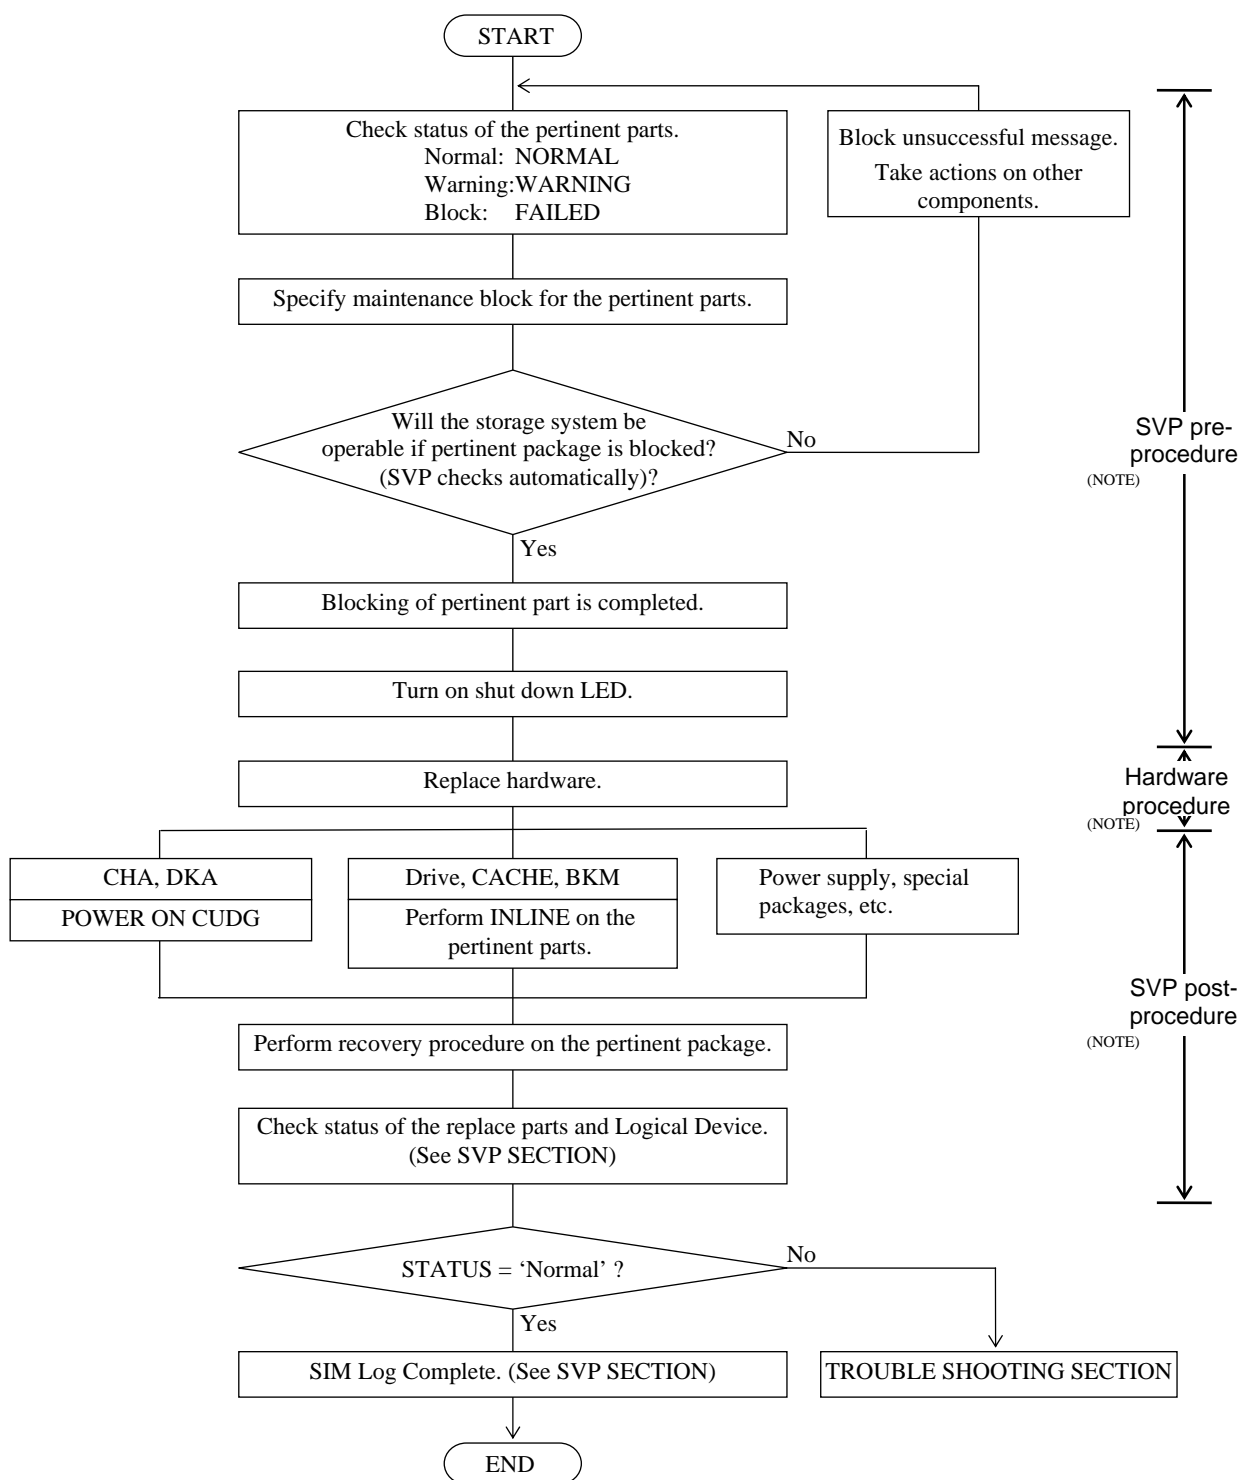 START
Check status of the pertinent parts.
Normal: NORMAL
Warning:WARNING
Block: FAILED
Block unsuccessful message.
Take actions on other
components.
Specify maintenance block for the pertinent parts.
Will the storage system be
operable if pertinent package is blocked?
(SVP checks automatically)?
No
Yes
SVP pre-
procedure
(NOTE)
Blocking of pertinent part is completed.
Turn on shut down LED.
Replace hardware.
Hardware
procedure
(NOTE)
CHA, DKA
POWER ON CUDG
Drive, CACHE, BKM
Perform INLINE on the
pertinent parts.
Power supply, special
packages, etc.
SVP post-
procedure
(NOTE)
Perform recovery procedure on the pertinent package.
Check status of the replace parts and Logical Device.
(See SVP SECTION)
STATUS = ‘Normal’ ?
No
Yes
SIM Log Complete. (See SVP SECTION)
TROUBLE SHOOTING SECTION
END